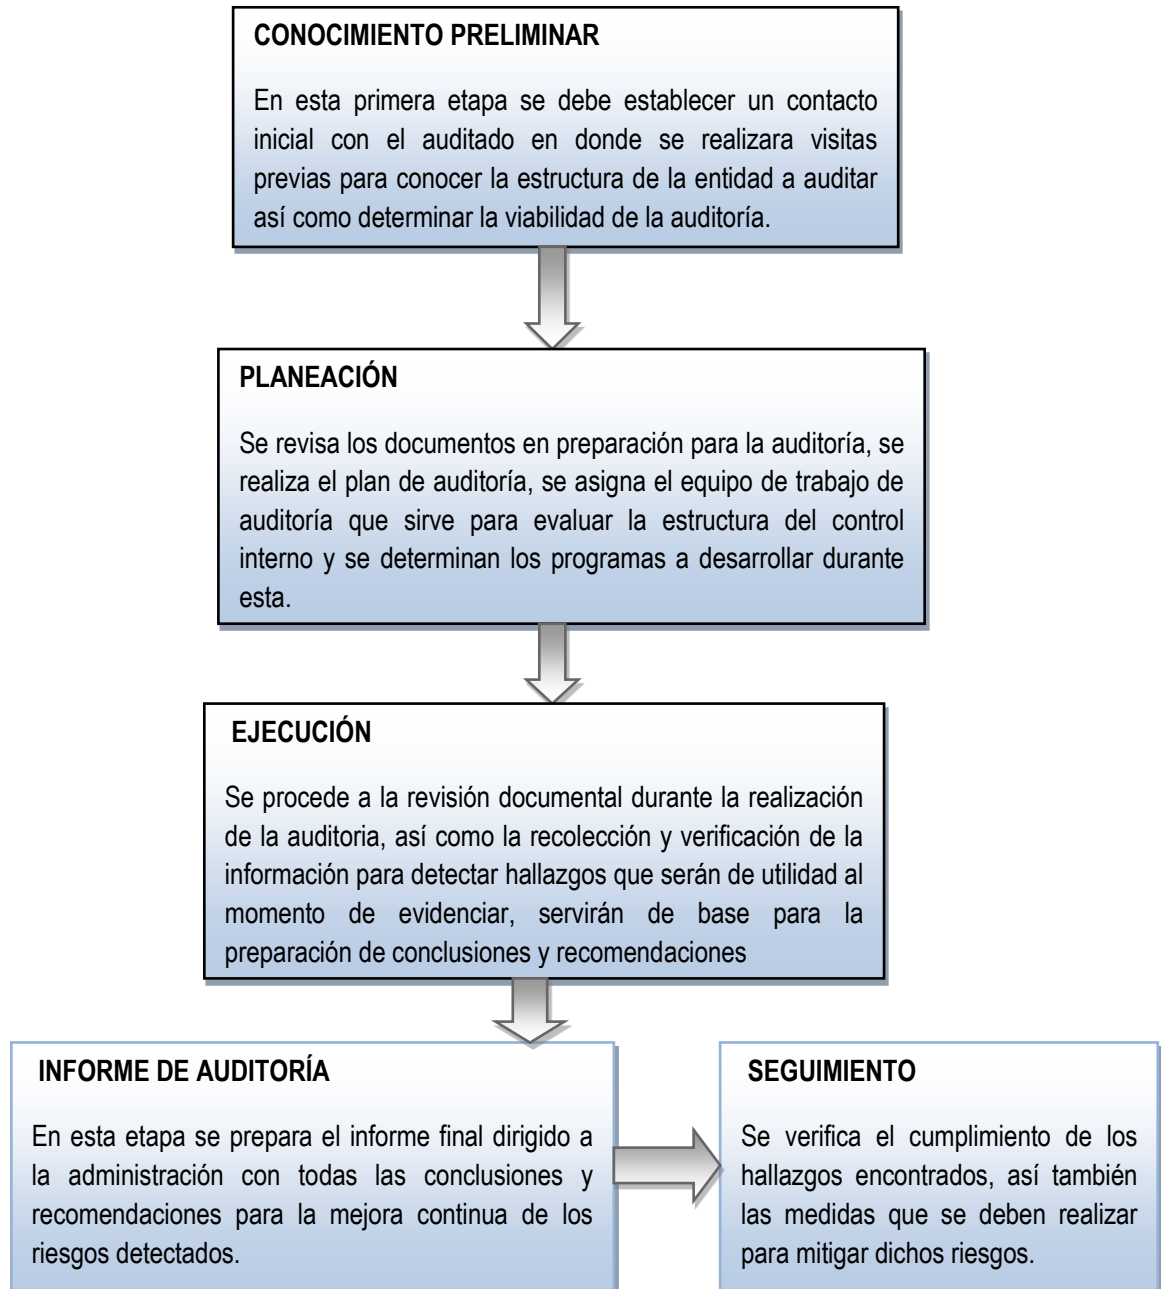 CONOCIMIENTO PRELIMINAR
En esta primera etapa se debe establecer un contacto
inicial con el auditado en donde se realizara visitas
previas para conocer la estructura de la entidad a auditar
así como determinar la viabilidad de la auditoría.
PLANEACIÓN
Se revisa los documentos en preparación para la auditoría, se
realiza el plan de auditoría, se asigna el equipo de trabajo de
auditoría que sirve para evaluar la estructura del control
interno y se determinan los programas a desarrollar durante
esta.
EJECUCIÓN
Se procede a la revisión documental durante la realización
de la auditoria, así como la recolección y verificación de la
información para detectar hallazgos que serán de utilidad al
momento de evidenciar, servirán de base para la
preparación de conclusiones y recomendaciones
INFORME DE AUDITORÍA
En esta etapa se prepara el informe final dirigido a
la administración con todas las conclusiones y
recomendaciones para la mejora continua de los
riesgos detectados.
SEGUIMIENTO
Se verifica el cumplimiento de los
hallazgos encontrados, así también
las medidas que se deben realizar
para mitigar dichos riesgos.